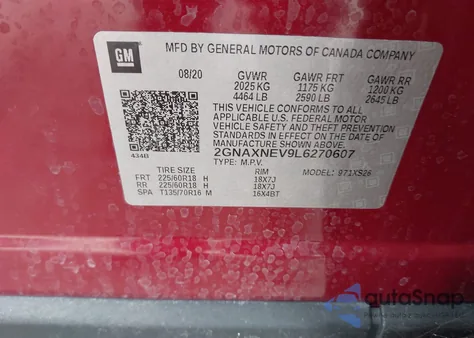 GM
MFD BY GENERAL MOTORS OF CANADA COMPANY
08/20 GVWR GAWR FRT GAWR RR
2025 KG 1175 KG 1200 KG
4464 LB 2590 LB 2645 LB
THIS VEHICLE CONFORMS TO ALL
APPLICABLE U.S. FEDERAL MOTOR
VEHICLE SAFETY, BUMPER, AND THEFT
PREVENTION STANDARDS IN EFFECT
ON THE DATE OF
MANUFACTURE SHOWN ABOVE.
434B 2GNAXNEV9L6270607
TYPE: M.P.V. MODEL: 971XS26
TIRE SIZE RIM
FRT 225/60R18 H 18X7J
RR 225/60R18 H 18X7J
SPA T135/70R16 M 16X4BT
autoSnap